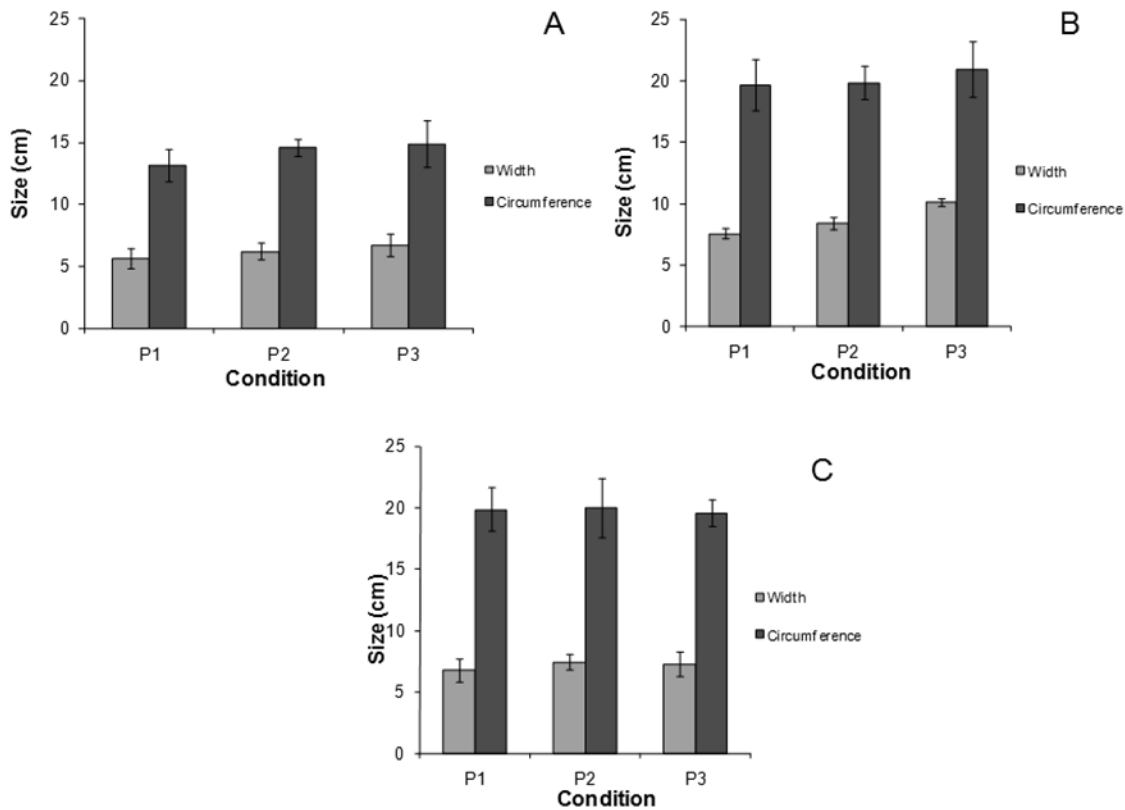 A
25
20
15
10
5
0
Size (cm)
P1 P2 P3
Condition
Width
Circumference
B
25
20
15
10
5
0
Size (cm)
P1 P2 P3
Condition
Width
Circumference
C
25
20
15
10
5
0
Size (cm)
P1 P2 P3
Condition
Width
Circumference